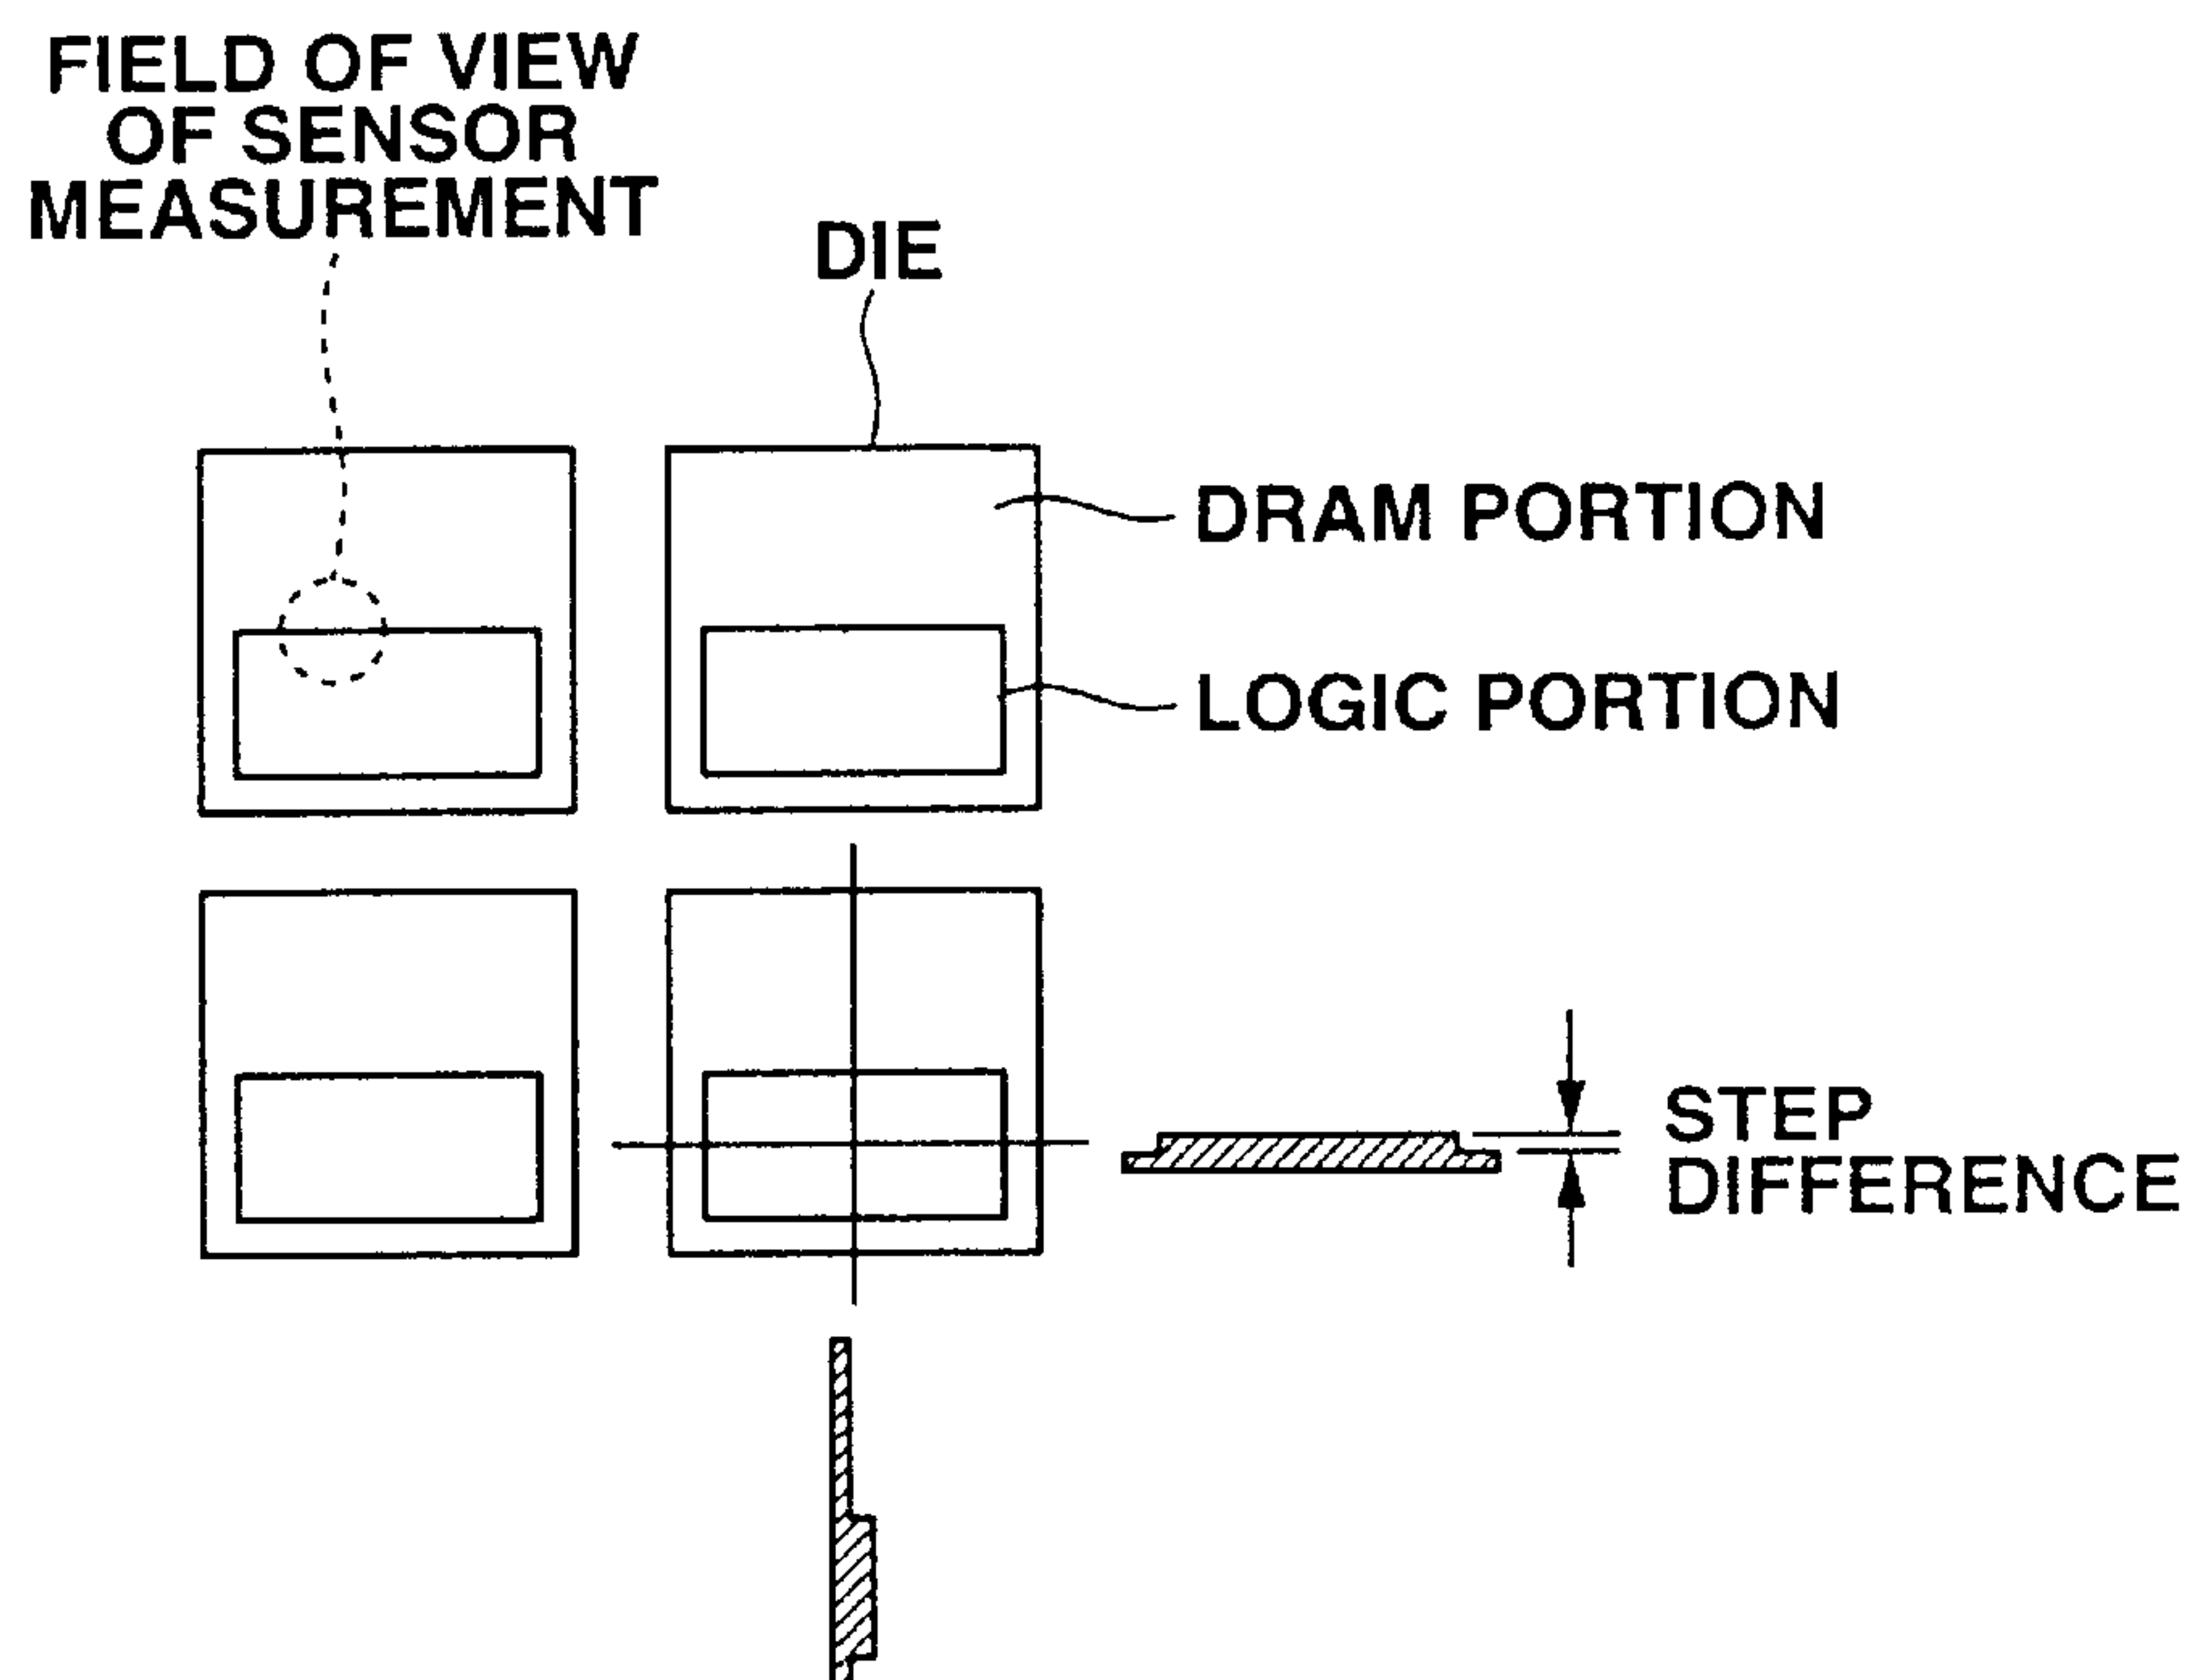 FIELD OF VIEW
OF SENSOR
MEASUREMENT
DIE
DRAM PORTION
LOGIC PORTION
STEP
DIFFERENCE